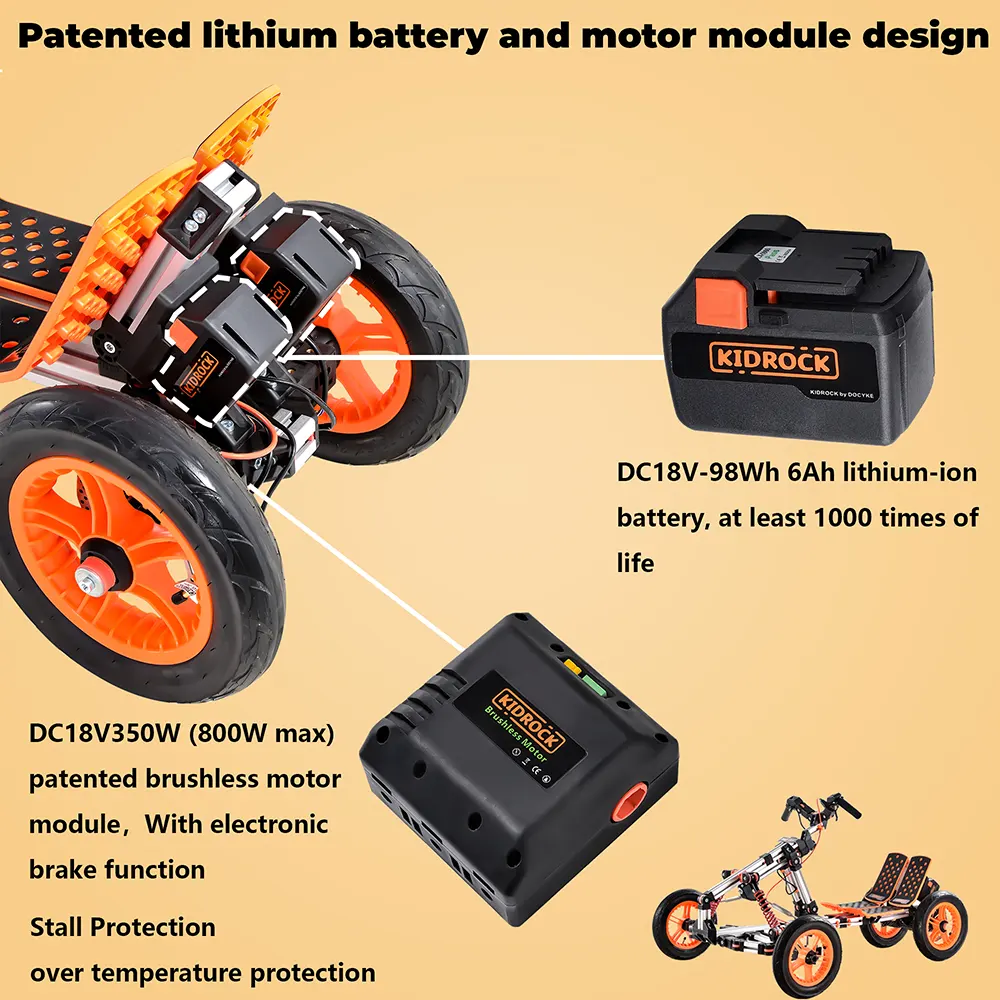 Patented lithium battery and motor module design
KIDROCK
KIDROCK
KIDROCK by DOCYKE
DC18V-98Wh 6Ah lithium-ion
battery, at least 1000 times of
life
KIDROCK
Brushless Motor
CE
DC18V350W (800W max)
patented brushless motor
module，With electronic
brake function
Stall Protection
over temperature protection